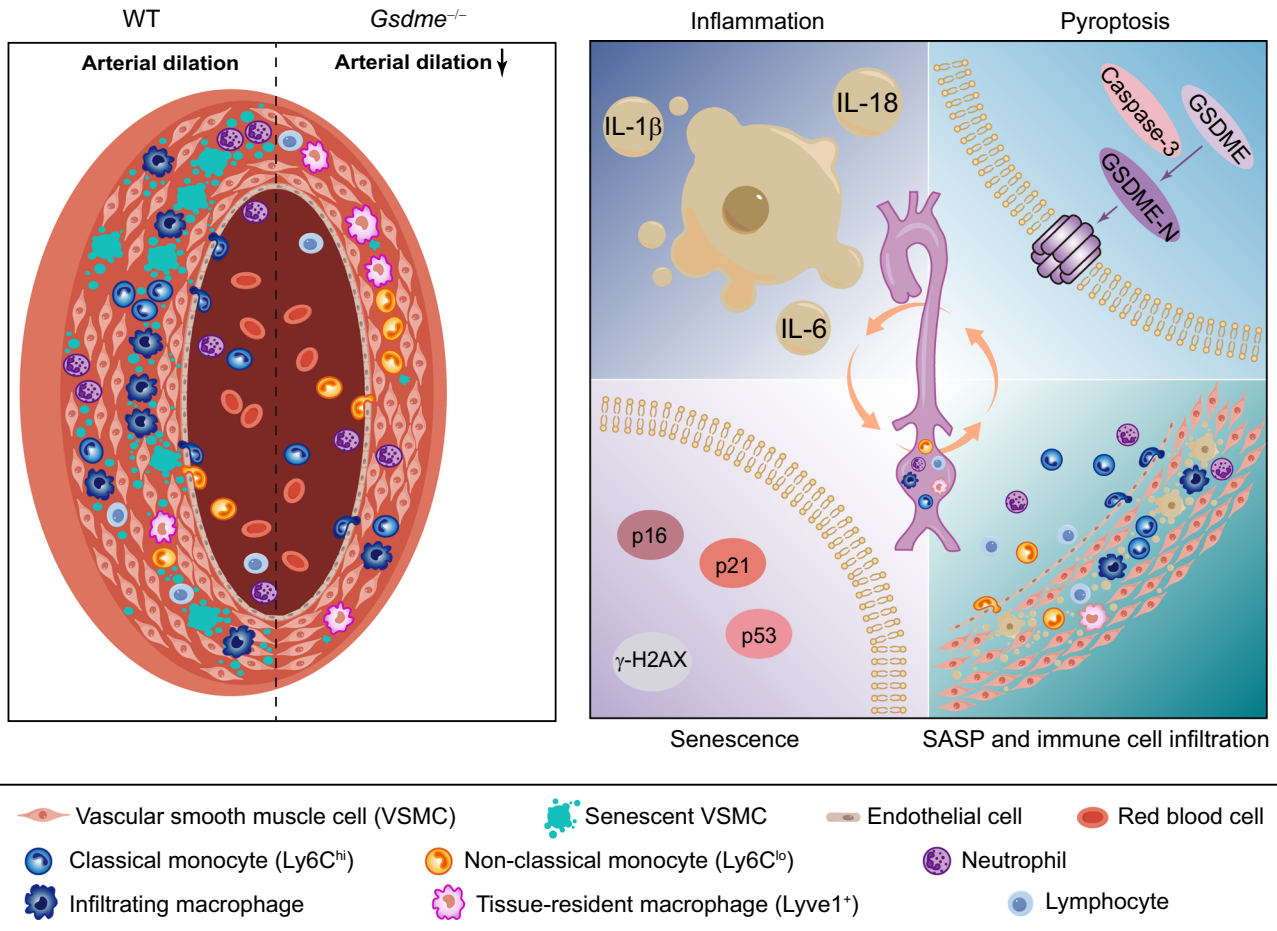 WT
Gsdme⁻/⁻
Arterial dilation
Arterial dilation ↓
Inflammation
Pyroptosis
IL-1β
IL-18
IL-6
Caspase-3
GSDME
GSDME-N
p16
p21
p53
γ-H2AX
Senescence
SASP and immune cell infiltration
Vascular smooth muscle cell (VSMC)
Senescent VSMC
Endothelial cell
Red blood cell
Classical monocyte (Ly6Cʰⁱ)
Non-classical monocyte (Ly6Cˡᵒ)
Neutrophil
Infiltrating macrophage
Tissue-resident macrophage (Lyve1⁺)
Lymphocyte